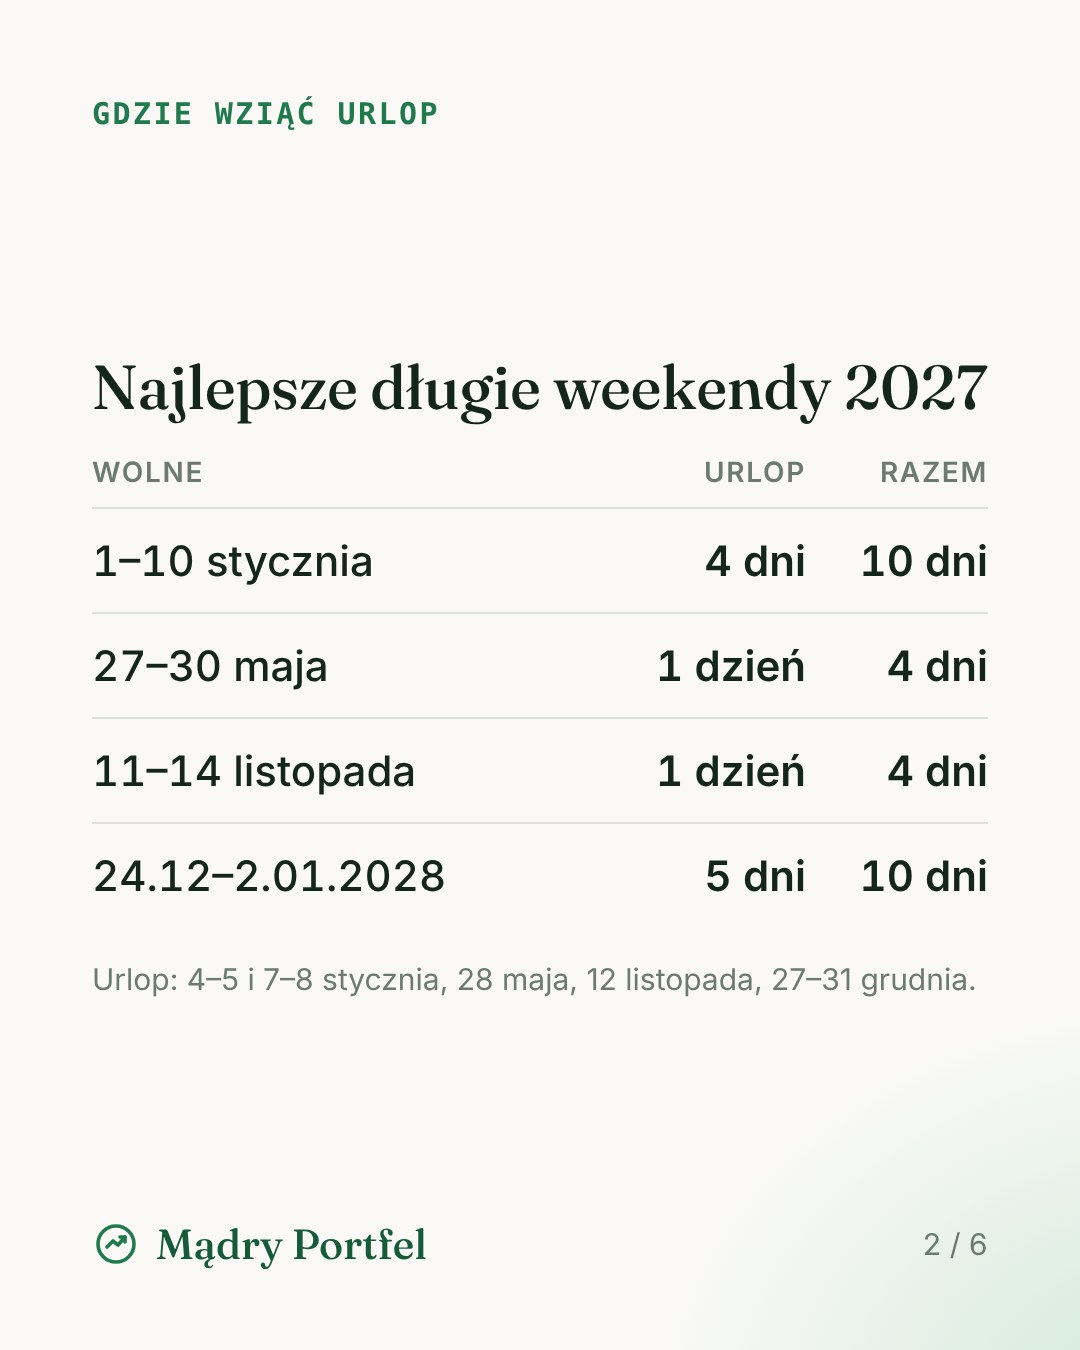 GDZIE WZIĄĆ URLOP
Najlepsze długie weekendy 2027
WOLNE URLOP RAZEM
1–10 stycznia 4 dni 10 dni
27–30 maja 1 dzień 4 dni
11–14 listopada 1 dzień 4 dni
24.12–2.01.2028 5 dni 10 dni
Urlop: 4–5 i 7–8 stycznia, 28 maja, 12 listopada, 27–31 grudnia.
Mądry Portfel 2 / 6